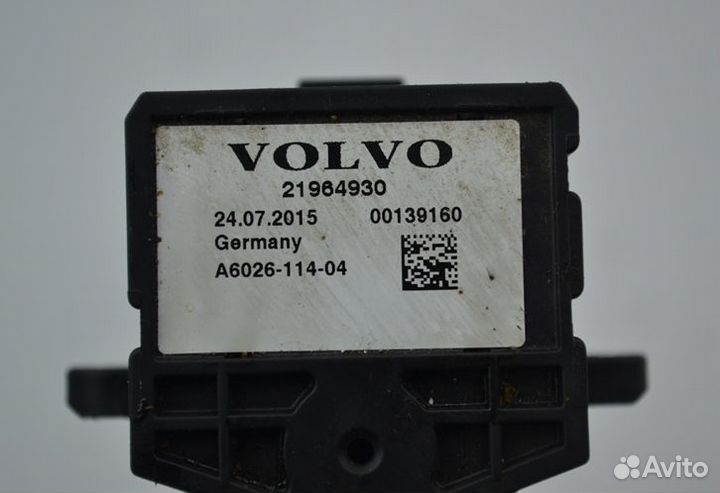 VOLVO
21964930
24.07.2015 00139160
Germany
A6026-114-04
Avito